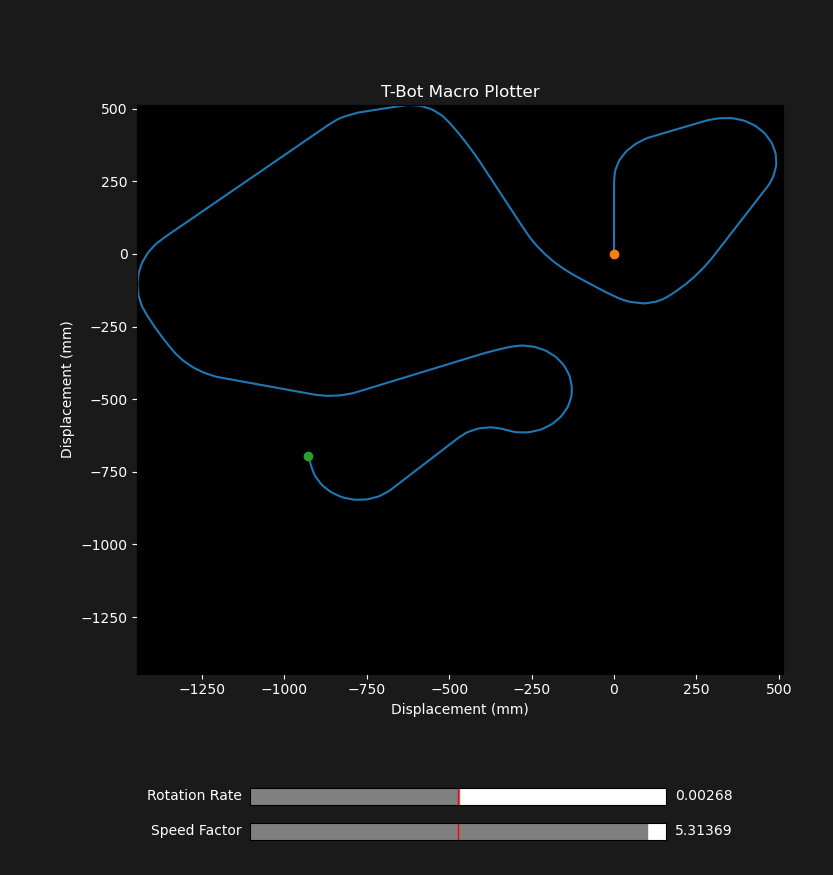 T-Bot Macro Plotter
500
250
0
−250
−500
−750
−1000
−1250
Displacement (mm)
−1250 −1000 −750 −500 −250 0 250 500
Displacement (mm)
Rotation Rate 0.00268
Speed Factor 5.31369